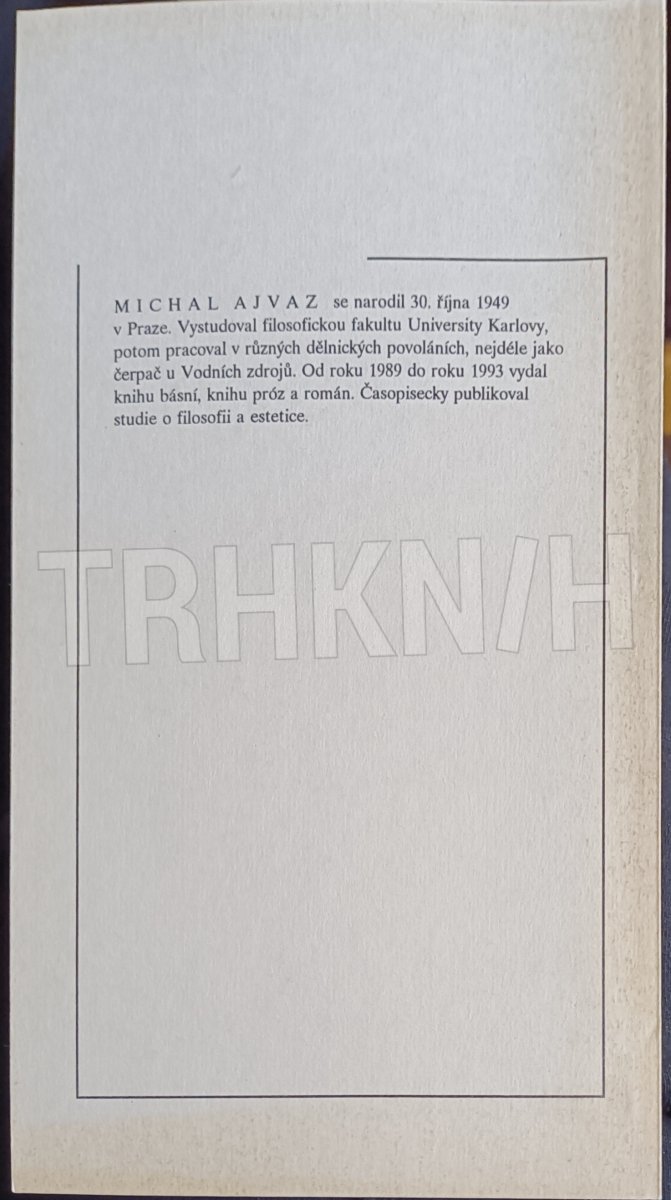 MICHAL AJVAZ se narodil 30. října 1949
v Praze. Vystudoval filosofickou fakultu University Karlovy,
potom pracoval v různých dělnických povoláních, nejdéle jako
čerpač u Vodních zdrojů. Od roku 1989 do roku 1993 vydal
knihu básní, knihu próz a román. Časopisecky publikoval
studie o filosofii a estetice.
TRHKN/H